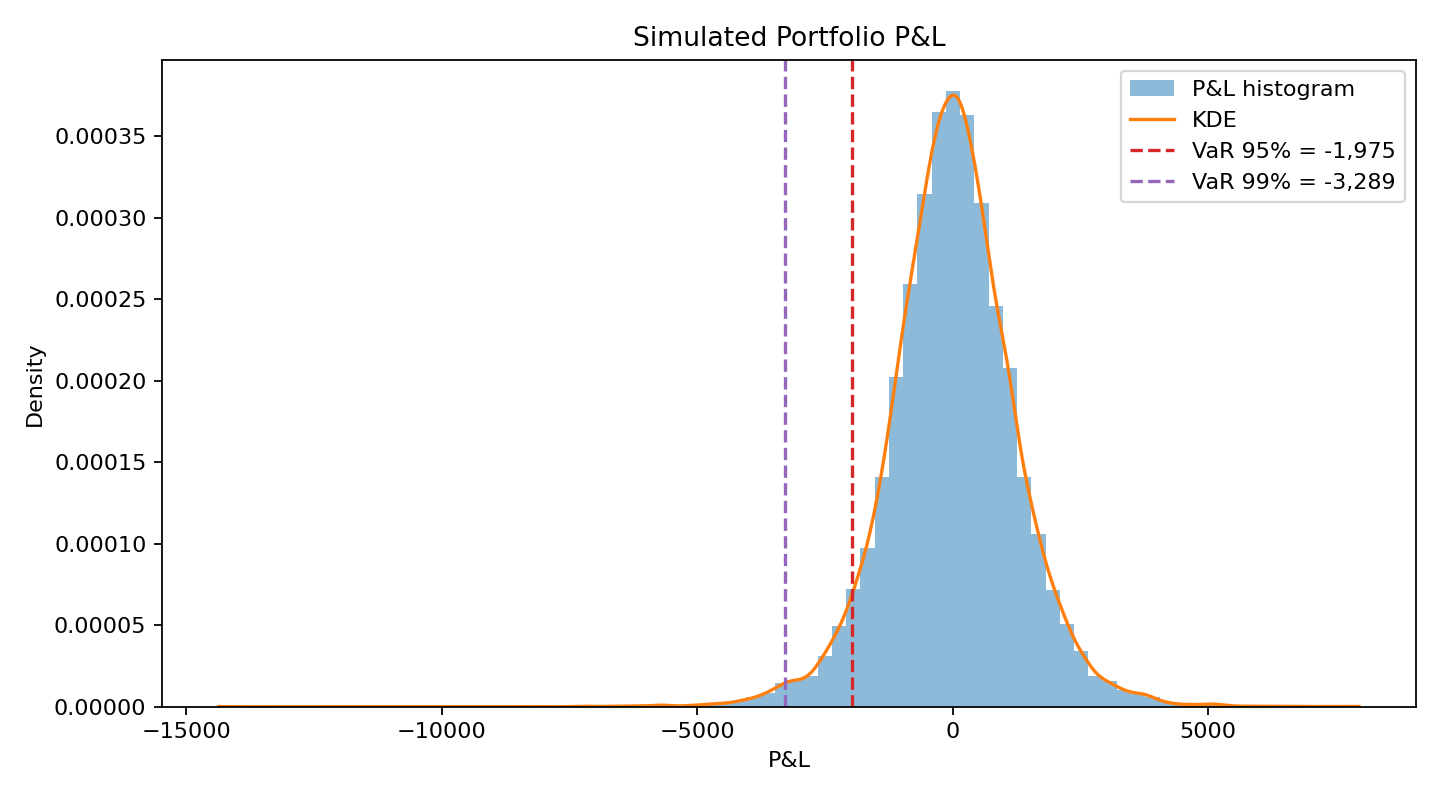 Simulated Portfolio P&L
P&L histogram
KDE
VaR 95% = -1,975
VaR 99% = -3,289
Density
0.00035
0.00030
0.00025
0.00020
0.00015
0.00010
0.00005
0.00000
−15000
−10000
−5000
0
5000
P&L